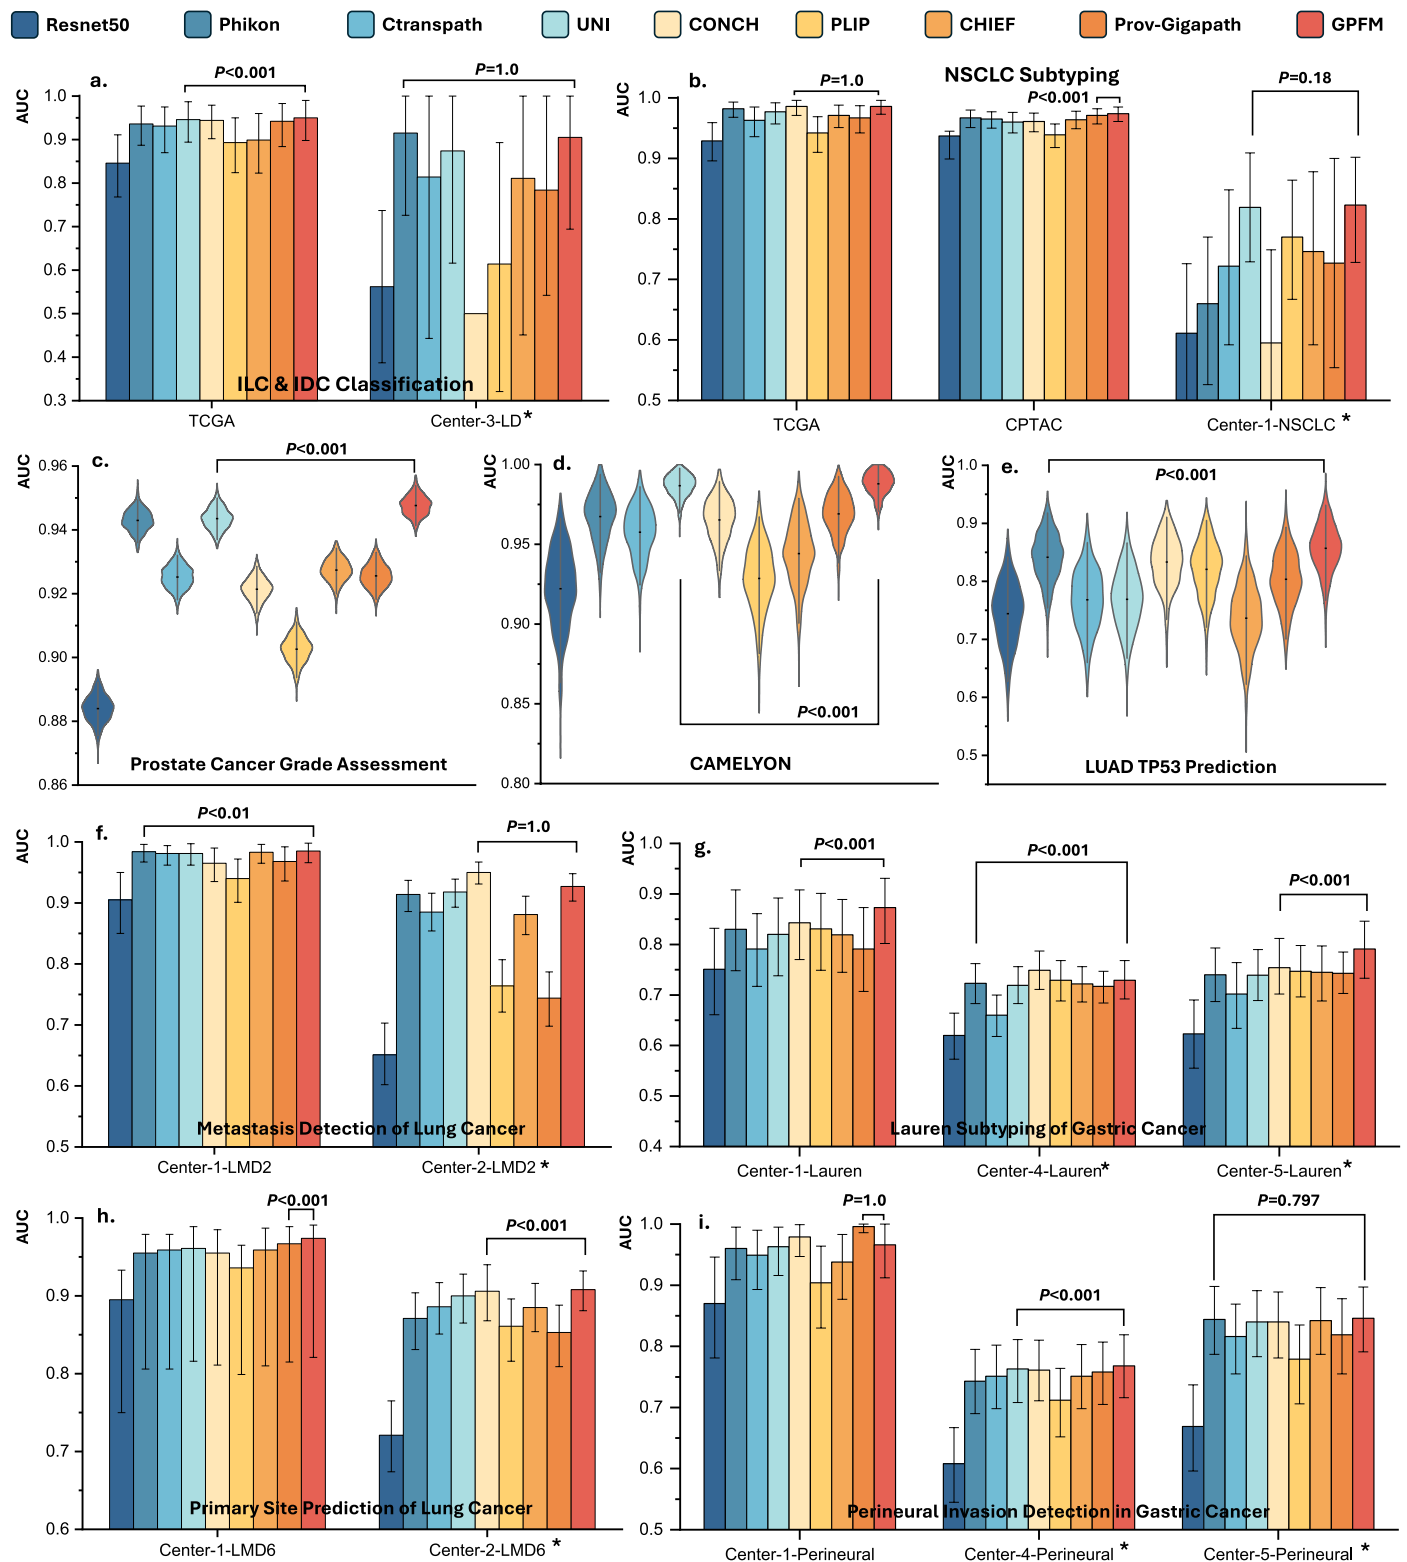 Resnet50 Phikon Ctranspath UNI CONCH PLIP CHIEF Prov-Gigapath GPFM
a.
AUC
P<0.001
P=1.0
1.0
0.9
0.8
0.7
0.6
0.5
0.4
0.3
ILC & IDC Classification
TCGA
Center-3-LD*
b.
AUC
NSCLC Subtyping
P=1.0
P<0.001
P=0.18
1.0
0.9
0.8
0.7
0.6
0.5
TCGA
CPTAC
Center-1-NSCLC *
c.
AUC
P<0.001
0.96
0.94
0.92
0.90
0.88
0.86
Prostate Cancer Grade Assessment
d.
AUC
1.00
0.95
0.90
0.85
0.80
P<0.001
CAMELYON
e.
AUC
P<0.001
1.0
0.9
0.8
0.7
0.6
0.5
LUAD TP53 Prediction
f.
AUC
P<0.01
P=1.0
1.0
0.9
0.8
0.7
0.6
0.5
Metastasis Detection of Lung Cancer
Center-1-LMD2
Center-2-LMD2 *
g.
AUC
P<0.001
P<0.001
P<0.001
1.0
0.9
0.8
0.7
0.6
0.5
0.4
Lauren Subtyping of Gastric Cancer
Center-1-Lauren
Center-4-Lauren*
Center-5-Lauren*
h.
AUC
P<0.001
P<0.001
1.0
0.9
0.8
0.7
0.6
Primary Site Prediction of Lung Cancer
Center-1-LMD6
Center-2-LMD6 *
i.
AUC
P=1.0
P<0.001
P=0.797
1.0
0.9
0.8
0.7
0.6
0.5
Perineural Invasion Detection in Gastric Cancer
Center-1-Perineural
Center-4-Perineural *
Center-5-Perineural *